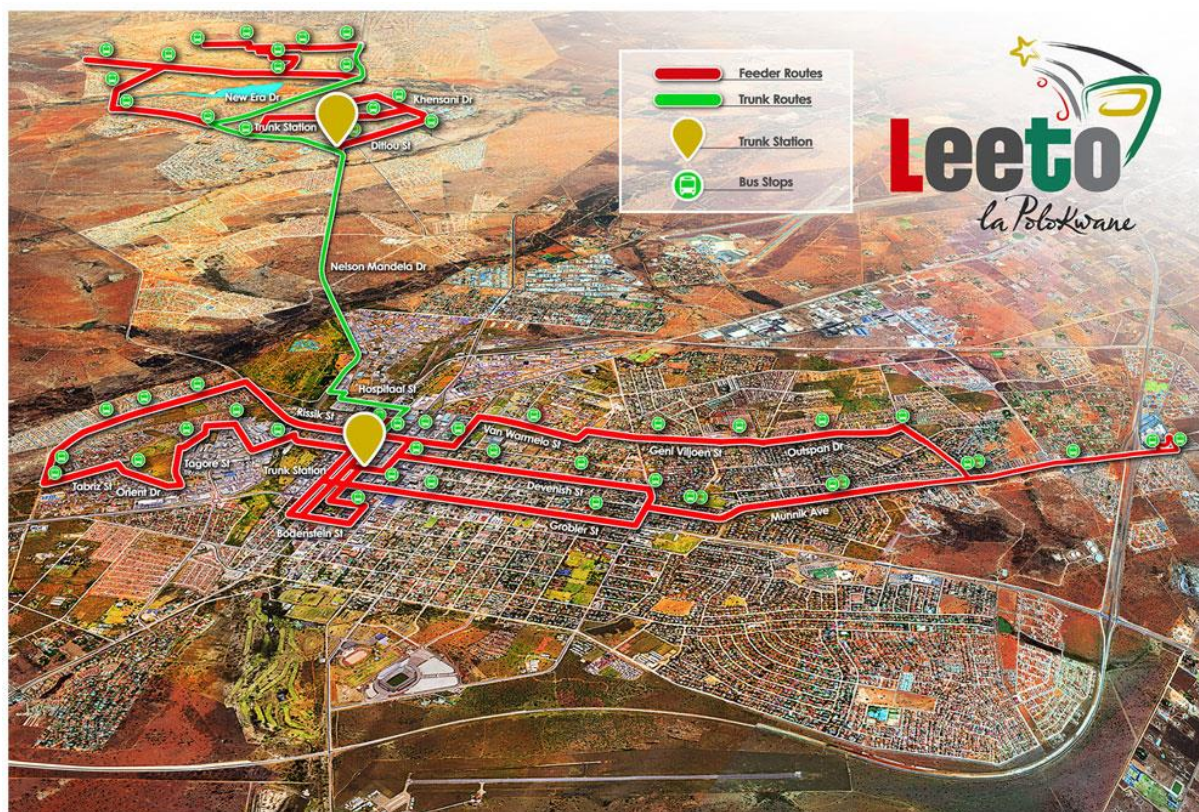 Feeder Routes
Trunk Routes
Trunk Station
Bus Stops
Leeto
la Polokwane
New Era Dr
Khensani Dr
Trunk Station
Ditlou St
Nelson Mandela Dr
Hospitaal St
Rissik St
Van Warmelo St
Genl Viljoen St
Outspan Dr
Tagore St
Trunk Station
Tabriz St
Orient Dr
Devenish St
Munnik Ave
Grobler St
Bodenstein St